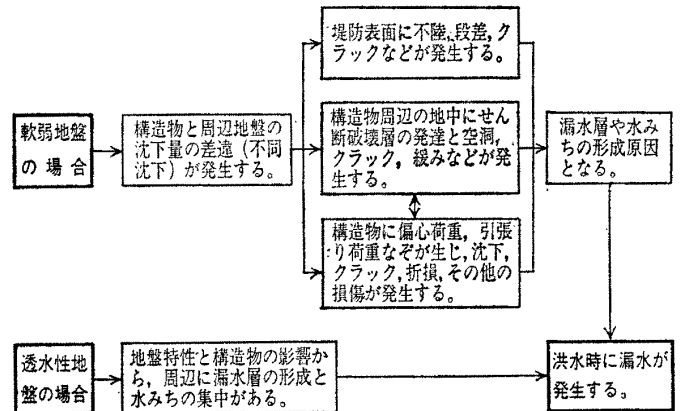 堤防表面に不陸,段差,ク
ラックなどが発生する。
軟弱地盤
の場合
構造物と周辺地盤の
沈下量の差違(不同
沈下)が発生する。
構造物周辺の地中にせん
断破壊層の発達と空洞,
クラック,緩みなどが発
生する。
漏水層や水み
ちの形成原因
となる。
構造物に偏心荷重,引張
り荷重なぞが生じ,沈下,
クラック,折損,その他の
損傷が発生する。
透水性地
盤の場合
地盤特性と構造物の影響か
ら,周辺に漏水層の形成と
水みちの集中がある。
洪水時に漏水が
発生する。